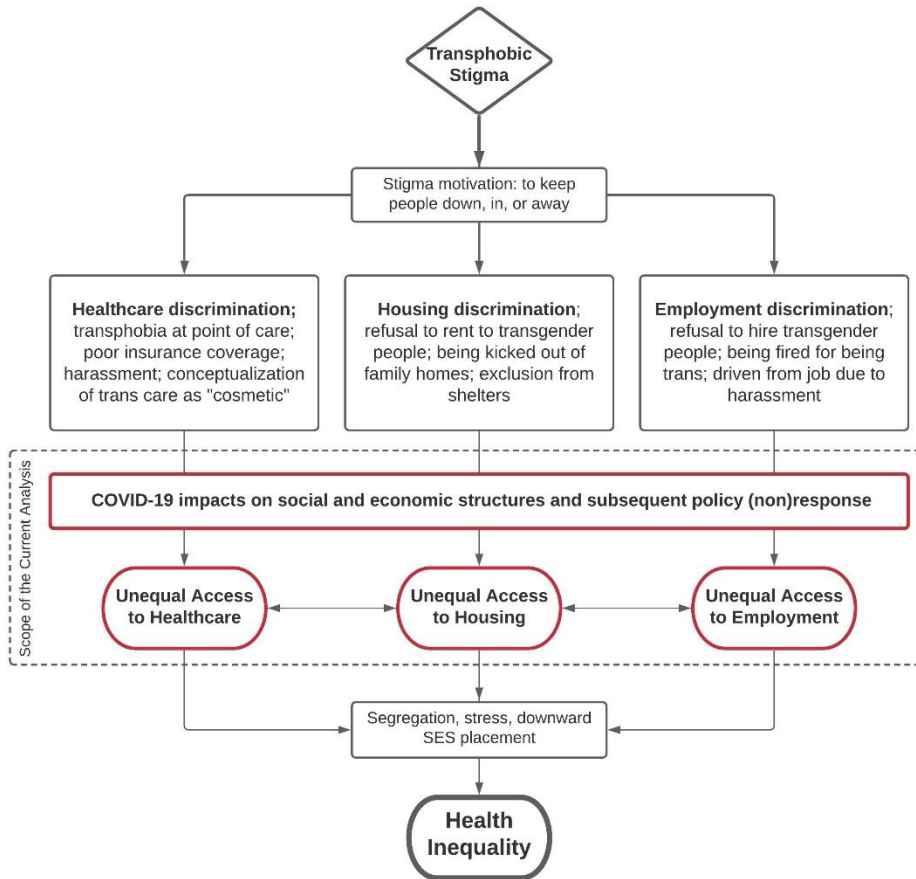 Transphobic
Stigma
Stigma motivation: to keep
people down, in, or away
Healthcare discrimination;
transphobia at point of care;
poor insurance coverage;
harassment; conceptualization
of trans care as "cosmetic"
Housing discrimination;
refusal to rent to transgender
people; being kicked out of
family homes; exclusion from
shelters
Employment discrimination;
refusal to hire transgender
people; being fired for being
trans; driven from job due to
harassment
Scope of the Current Analysis
COVID-19 impacts on social and economic structures and subsequent policy (non)response
Unequal Access
to Healthcare
Unequal Access
to Housing
Unequal Access
to Employment
Segregation, stress, downward
SES placement
Health
Inequality